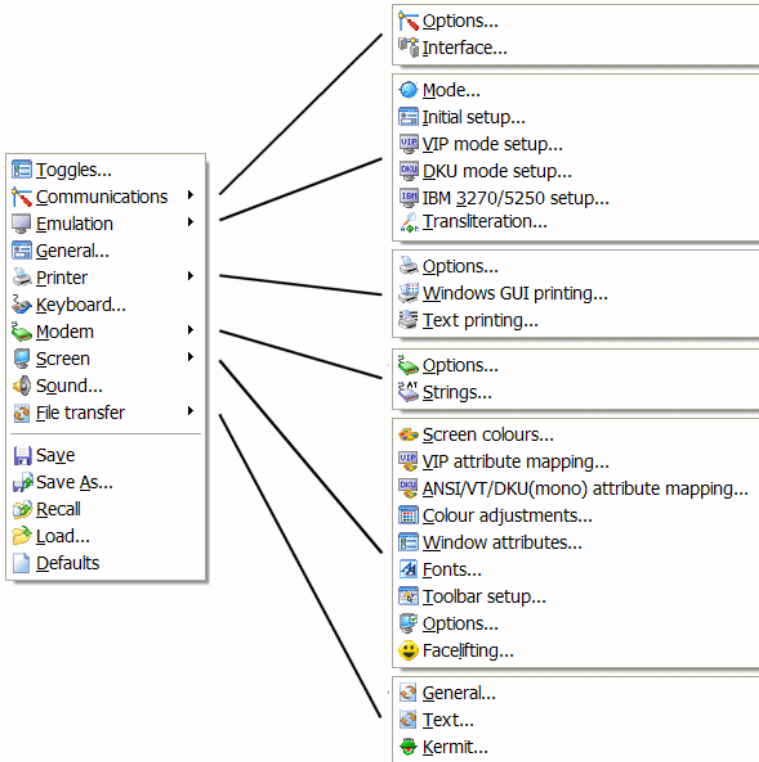 Toggles...
Communications
Emulation
General...
Printer
Keyboard...
Modem
Screen
Sound...
File transfer
Save
Save As...
Recall
Load...
Defaults
Options...
Interface...
Mode...
Initial setup...
VIP mode setup...
DKU mode setup...
IBM 3270/5250 setup...
Transliteration...
Options...
Windows GUI printing...
Text printing...
Options...
Strings...
Screen colours...
VIP attribute mapping...
ANSI/VT/DKU(mono) attribute mapping...
Colour adjustments...
Window attributes...
Fonts...
Toolbar setup...
Options...
Facelifting...
General...
Text...
Kermit...